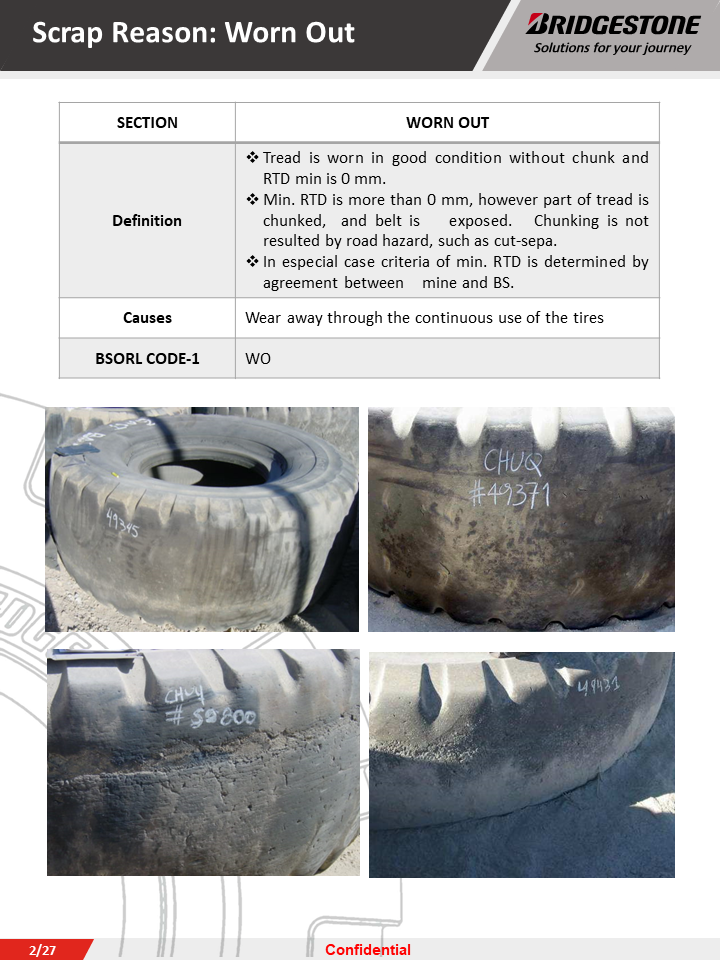 Scrap Reason: Worn Out
BRIDGESTONE
Solutions for your journey
SECTION
WORN OUT
Definition
❖ Tread is worn in good condition without chunk and
RTD min is 0 mm.
❖ Min. RTD is more than 0 mm, however part of tread is
chunked, and belt is exposed. Chunking is not
resulted by road hazard, such as cut-sepa.
❖ In especial case criteria of min. RTD is determined by
agreement between mine and BS.
Causes
Wear away through the continuous use of the tires
BSORL CODE-1
WO
49345
CHUQ
#49371
CHUQ
# 50800
49431
2/27
Confidential